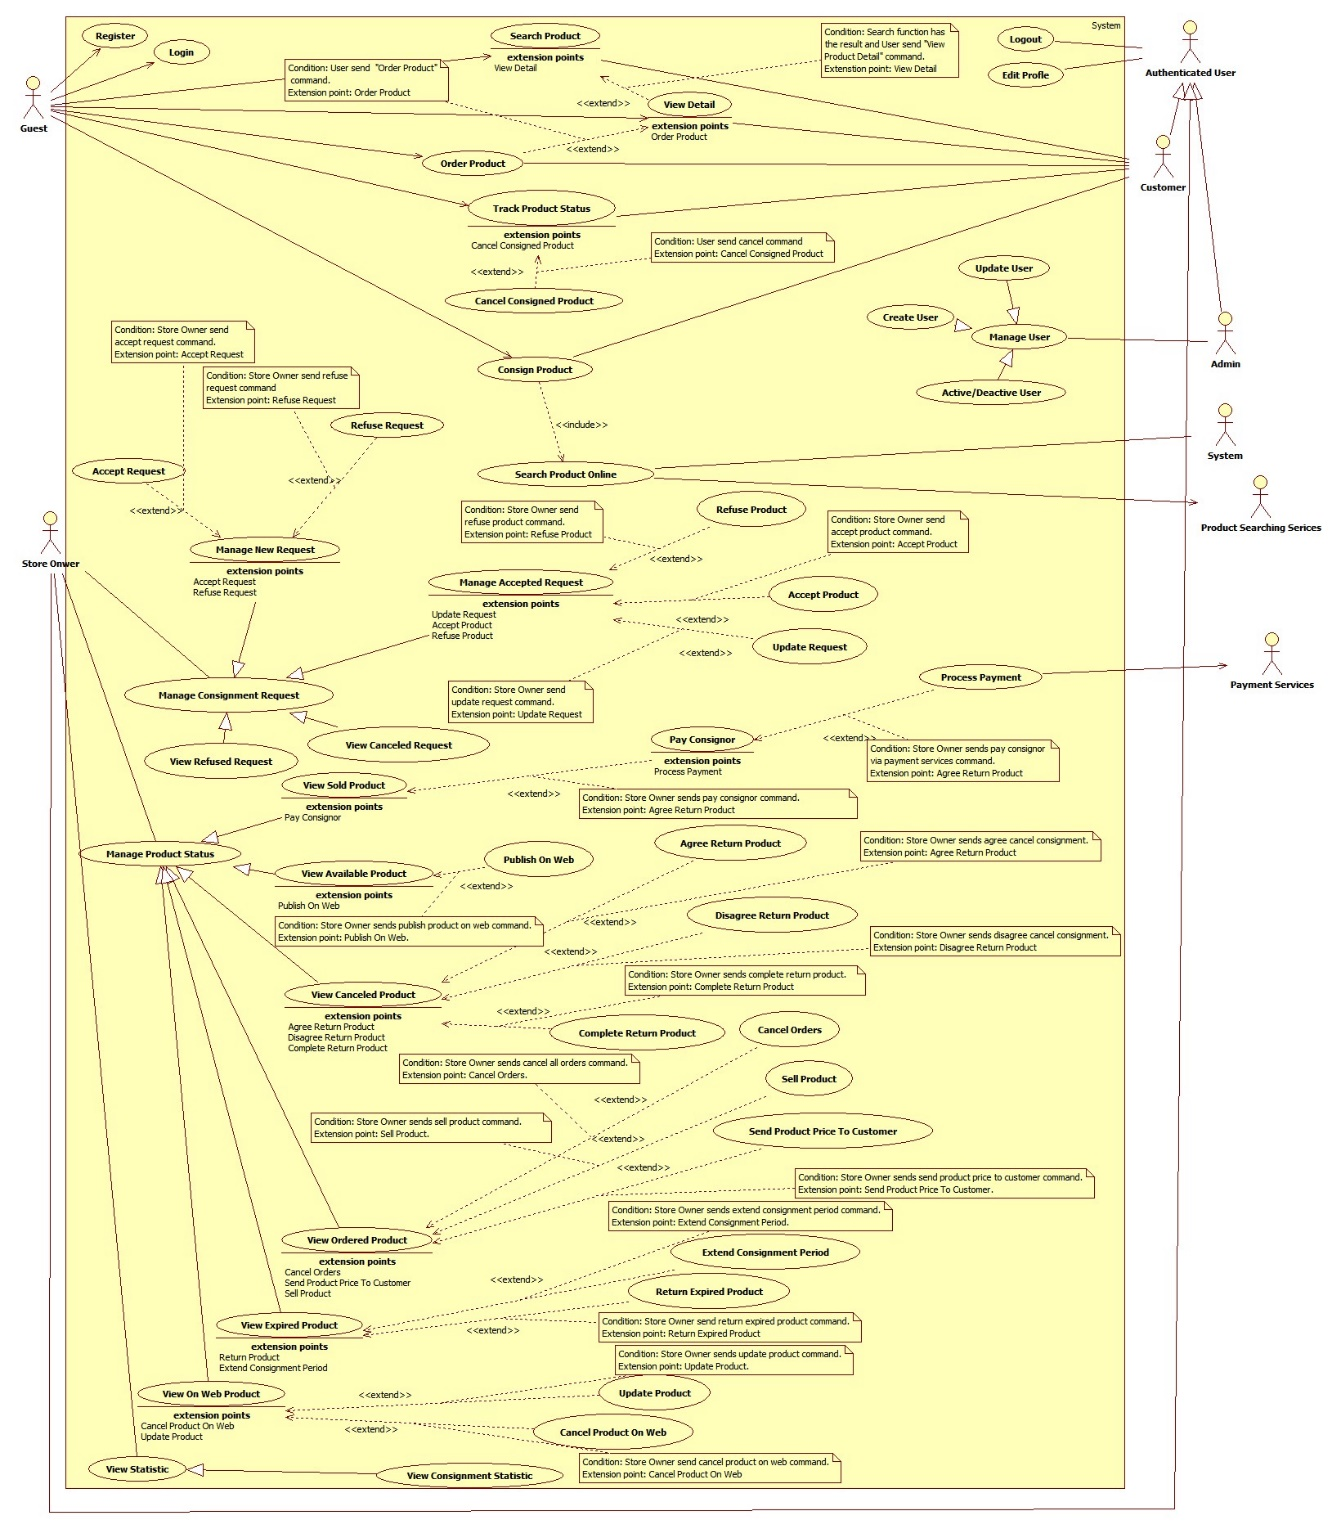 System
Register
Login
Search Product
extension points
View Detail
Condition: Search function has
the result and User send "View
Product Detail" command.
Extenstion point: View Detail
Logout
Edit Profle
Authenticated User
Condition: User send "Order Product"
command.
Extension point: Order Product
Guest
<<extend>>
View Detail
extension points
Order Product
<<extend>>
Order Product
Customer
Track Product Status
extension points
Cancel Consigned Product
Condition: User send cancel command
Extension point: Cancel Consigned Product
<<extend>>
Cancel Consigned Product
Update User
Create User
Manage User
Active/Deactive User
Admin
Condition: Store Owner send
accept request command.
Extension point: Accept Request
Condition: Store Owner send refuse
request command
Extension point: Refuse Request
Consign Product
<<include>>
Refuse Request
Accept Request
<<extend>>
<<extend>>
Search Product Online
System
Product Searching Serices
Store Onwer
Manage New Request
extension points
Accept Request
Refuse Request
Condition: Store Owner send
refuse product command.
Extension point: Refuse Product
Refuse Product
Condition: Store Owner send
accept product command.
Extension point: Accept Product
<<extend>>
Manage Accepted Request
extension points
Update Request
Accept Product
Refuse Product
Accept Product
<<extend>>
Update Request
<<extend>>
Manage Consignment Request
Condition: Store Owner send
update request command.
Extension point: Update Request
Process Payment
Payment Services
View Refused Request
View Canceled Request
Pay Consignor
extension points
Process Payment
<<extend>>
Condition: Store Owner sends pay consignor
via payment services command.
Extension point: Agree Return Product
View Sold Product
extension points
Pay Consignor
<<extend>>
Condition: Store Owner sends pay consignor command.
Extension point: Agree Return Product
Manage Product Status
Agree Return Product
Condition: Store Owner sends agree cancel consignment.
Extension point: Agree Return Product
View Available Product
extension points
Publish On Web
Publish On Web
<<extend>>
Condition: Store Owner sends publish product on web command.
Extension point: Publish On Web.
<<extend>>
Disagree Return Product
<<extend>>
Condition: Store Owner sends disagree cancel consignment.
Extension point: Disagree Return Product
Condition: Store Owner sends complete return product.
Extension point: Complete Return Product
View Canceled Product
extension points
Agree Return Product
Disagree Return Product
Complete Return Product
<<extend>>
Complete Return Product
Cancel Orders
Condition: Store Owner sends cancel all orders command.
Extension point: Cancel Orders.
Sell Product
<<extend>>
Condition: Store Owner sends sell product command.
Extension point: Sell Product.
<<extend>>
Send Product Price To Customer
<<extend>>
Condition: Store Owner sends send product price to customer command.
Extension point: Send Product Price To Customer.
Condition: Store Owner sends extend consignment period command.
Extension point: Extend Consignment Period.
View Ordered Product
extension points
Cancel Orders
Send Product Price To Customer
Sell Product
Extend Consignment Period
<<extend>>
Return Expired Product
View Expired Product
extension points
Return Product
Extend Consignment Period
<<extend>>
Condition: Store Owner send return expired product command.
Extension point: Return Expired Product
Condition: Store Owner sends update product command.
Extension point: Update Product.
View On Web Product
extension points
Cancel Product On Web
Update Product
<<extend>>
Update Product
<<extend>>
Cancel Product On Web
Condition: Store Owner send cancel product on web command.
Extension point: Cancel Product On Web
View Statistic
View Consignment Statistic